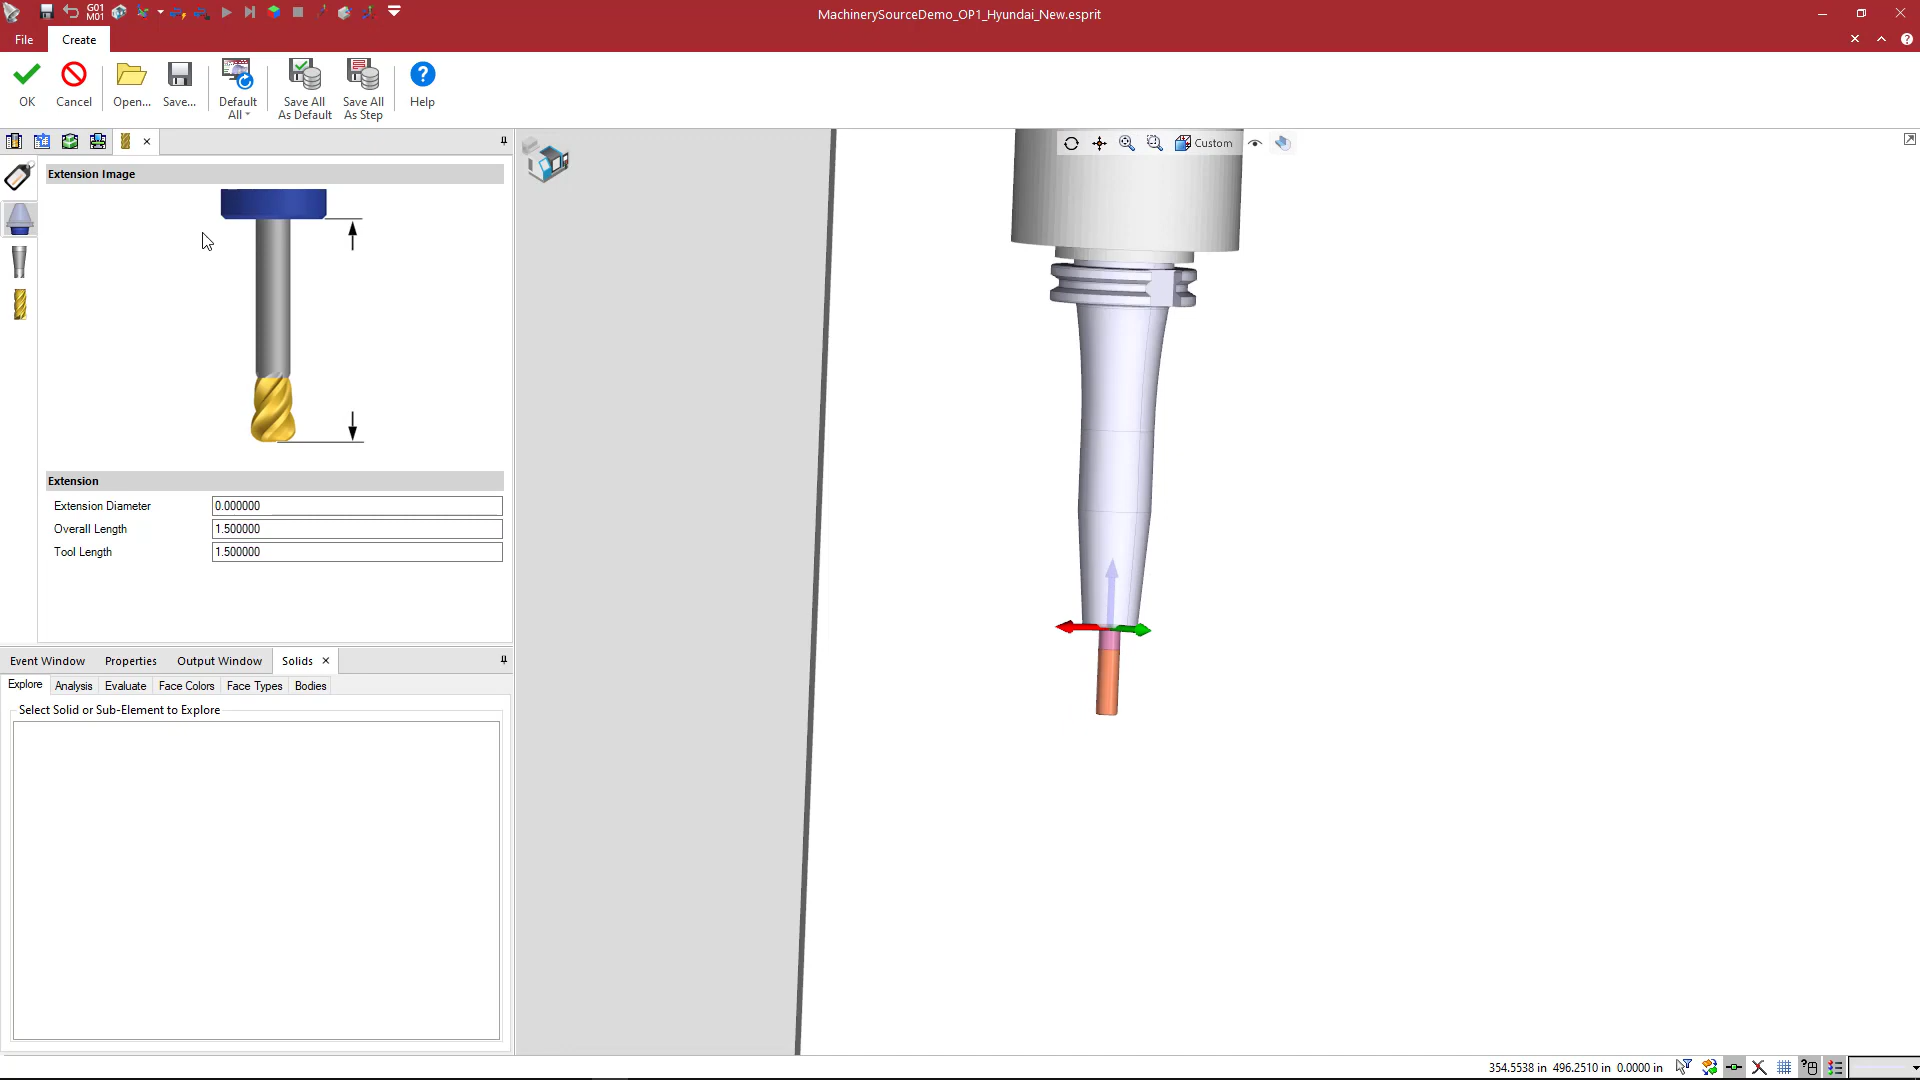 G01
M01
MachinerySourceDemo_OP1_Hyundai_New.esprit
File
Create
OK
Cancel
Open...
Save...
Default
All
Save All
As Default
Save All
As Step
Help
Extension Image
Custom
Extension
Extension Diameter 0.000000
Overall Length 1.500000
Tool Length 1.500000
Event Window
Properties
Output Window
Solids
Explore
Analysis
Evaluate
Face Colors
Face Types
Bodies
Select Solid or Sub-Element to Explore
354.5538 in 496.2510 in 0.0000 in